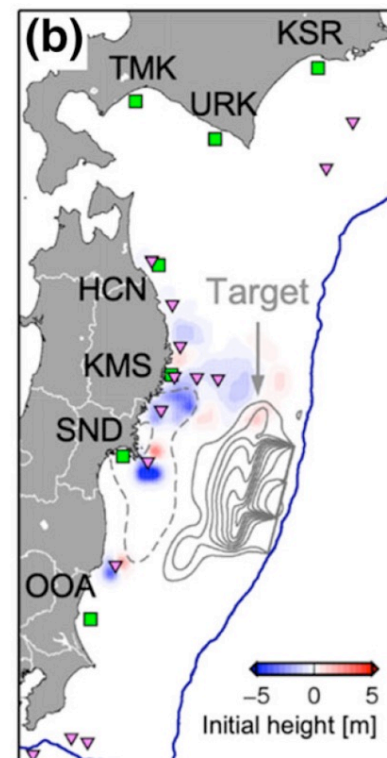 (b)
KSR
TMK
URK
HCN
Target
KMS
SND
OOA
−5 0 5
Initial height [m]